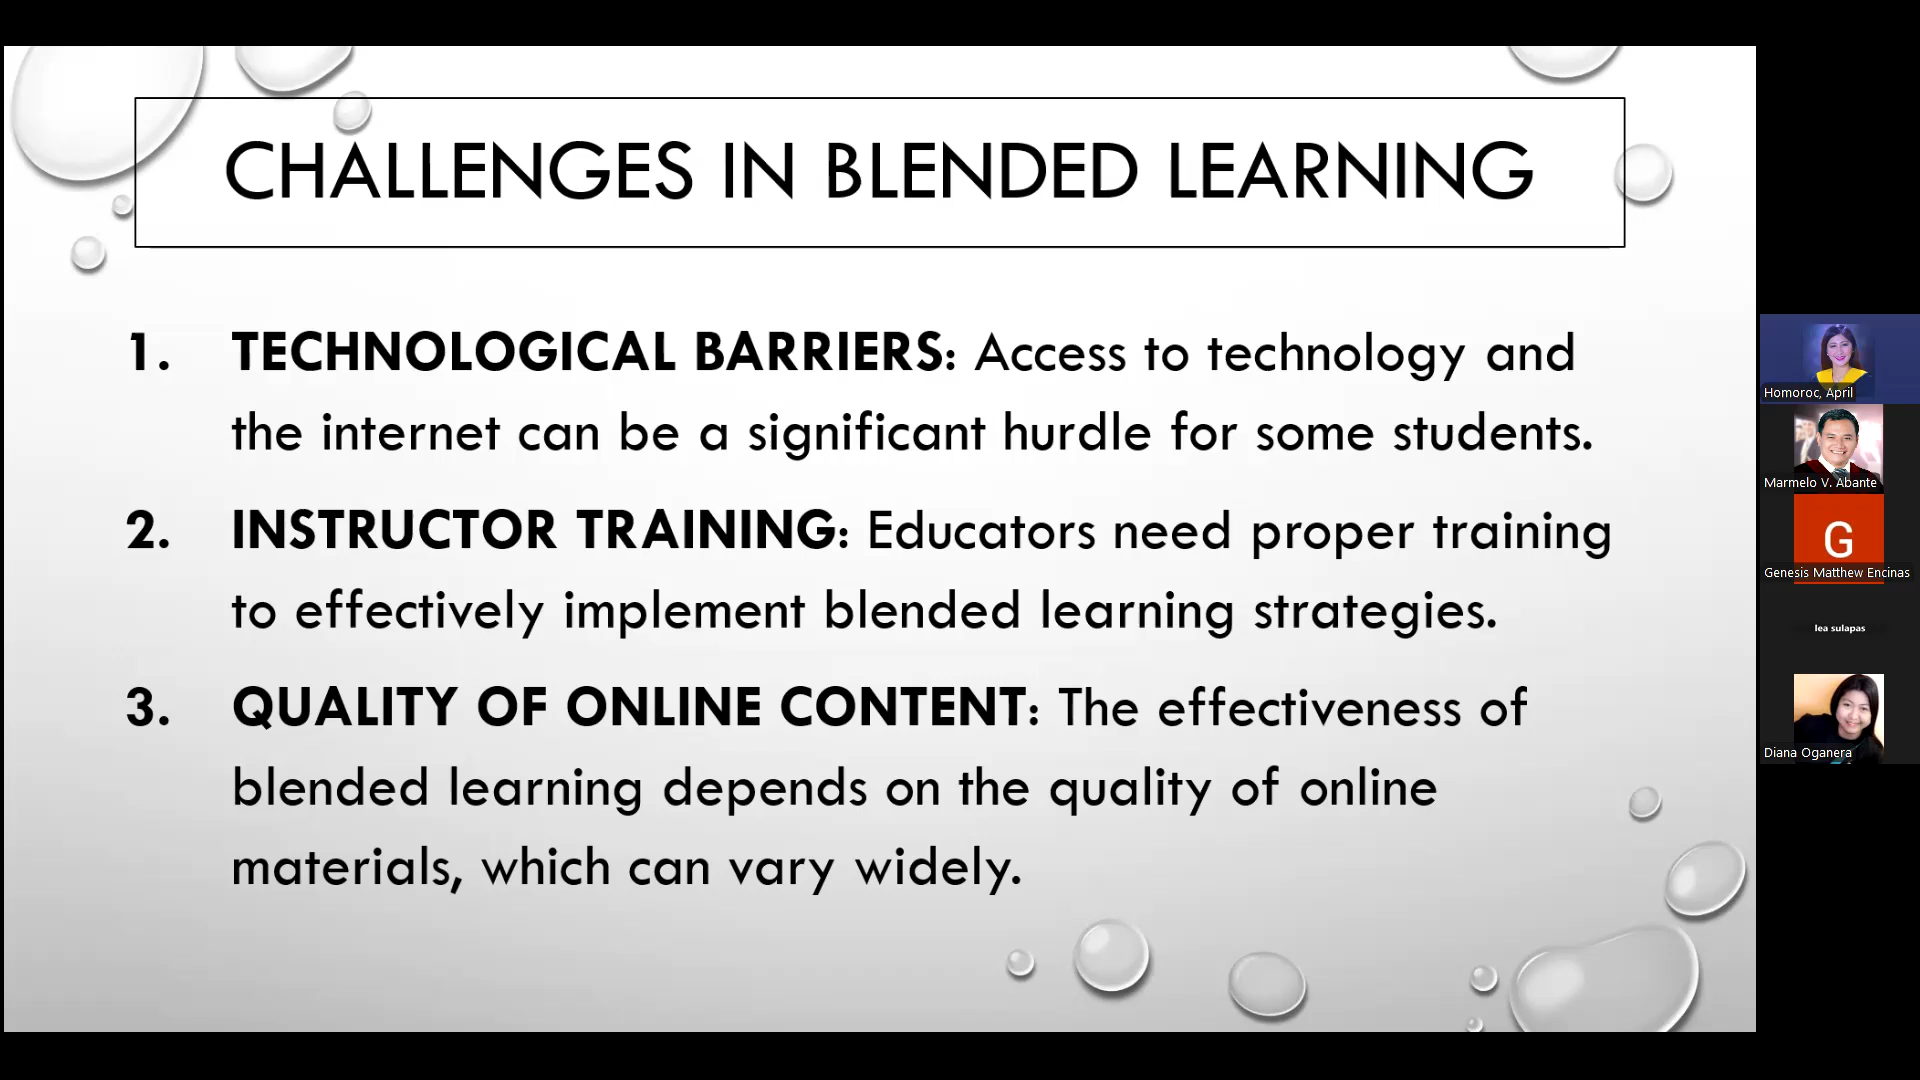 CHALLENGES IN BLENDED LEARNING
1. TECHNOLOGICAL BARRIERS: Access to technology and
the internet can be a significant hurdle for some students.
2. INSTRUCTOR TRAINING: Educators need proper training
to effectively implement blended learning strategies.
3. QUALITY OF ONLINE CONTENT: The effectiveness of
blended learning depends on the quality of online
materials, which can vary widely.
Homoroc, April
Marmelo V. Abante
G
Genesis Matthew Encinas
lea sulapas
Diana Oganera